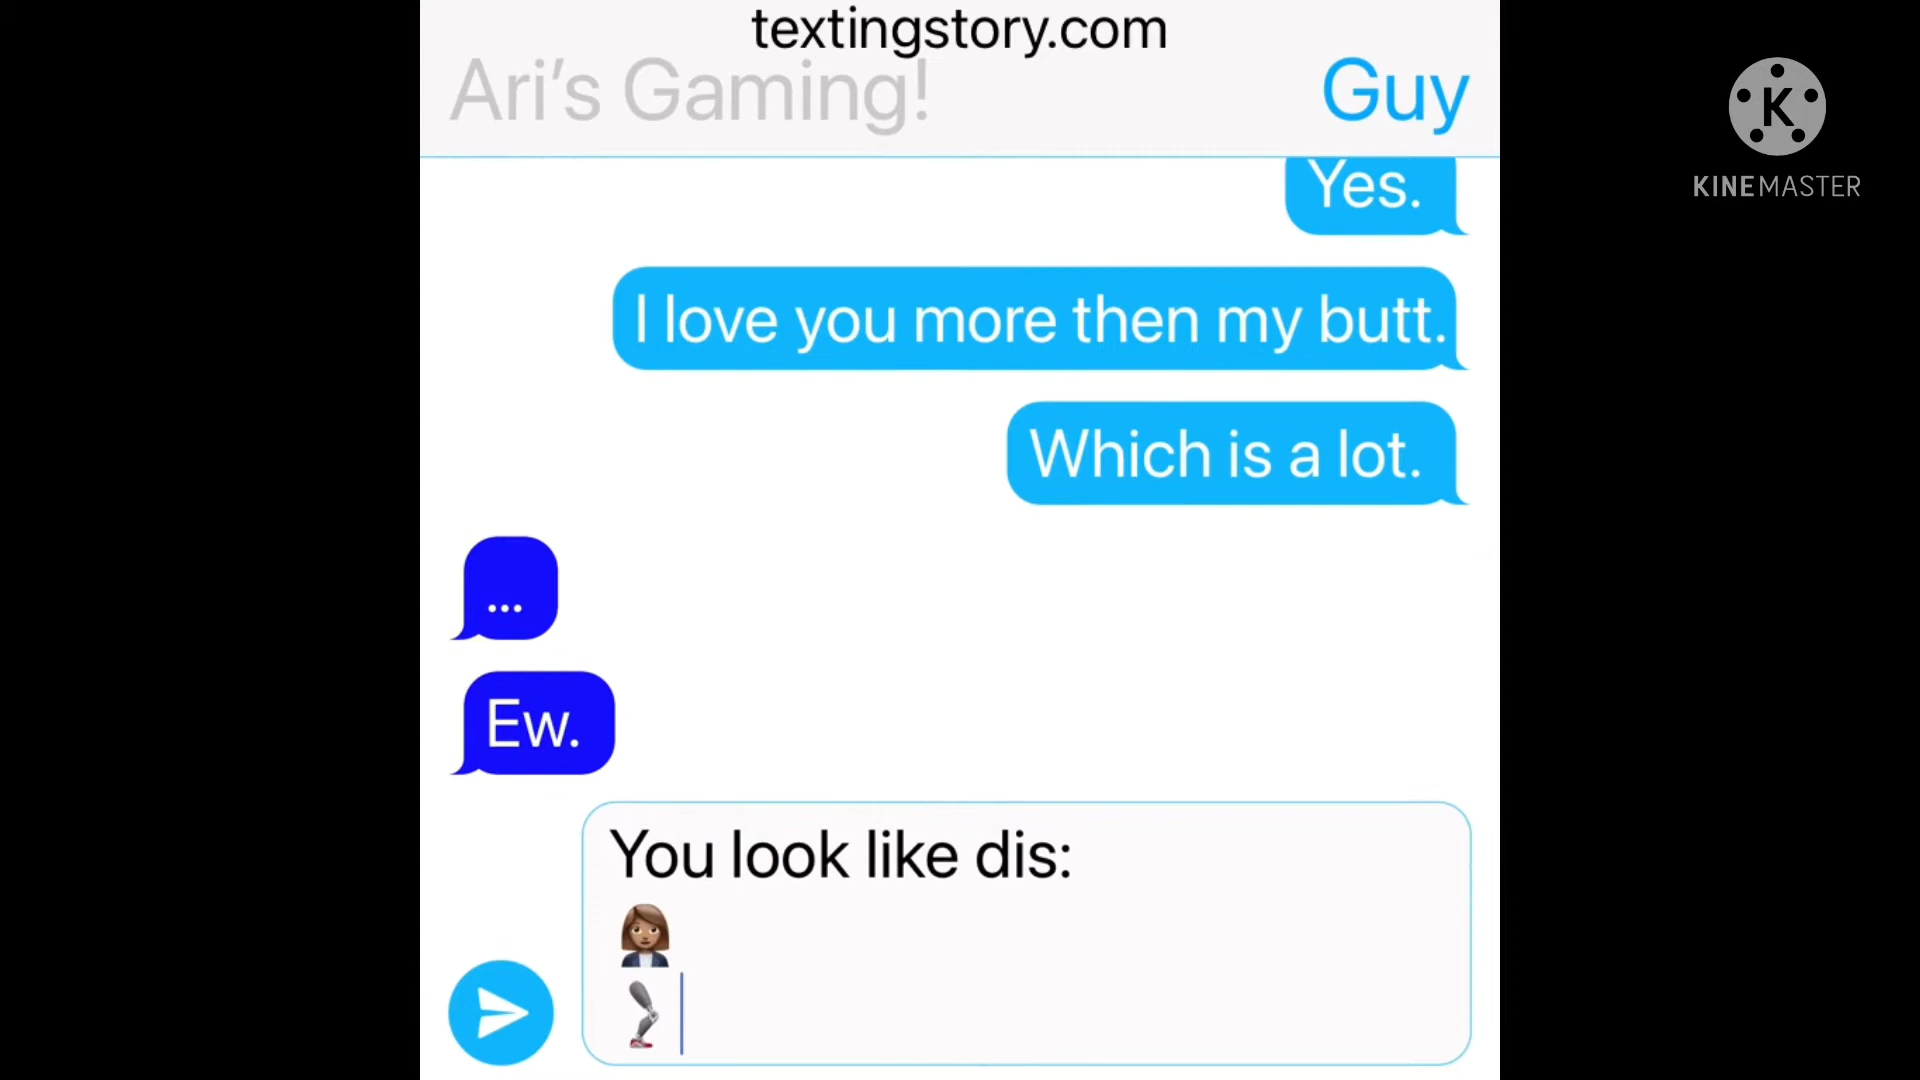 textingstory.com
Ari's Gaming!
Guy
K
KINEMASTER
Yes.
I love you more then my butt.
Which is a lot.
...
Ew.
You look like dis:
👩🏽‍💼
🦿